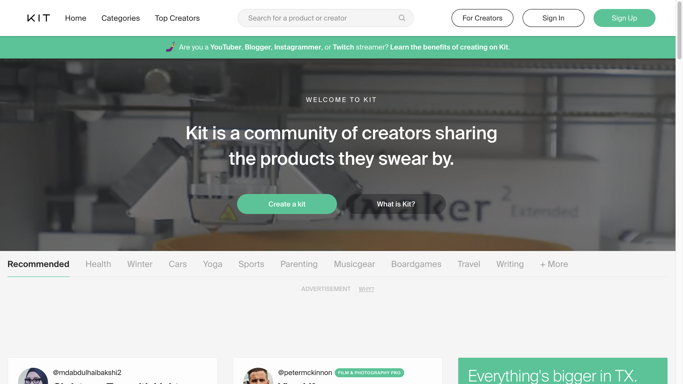 KIT
Home
Categories
Top Creators
Search for a product or creator
For Creators
Sign In
Sign Up
Are you a YouTuber, Blogger, Instagrammer, or Twitch streamer? Learn the benefits of creating on Kit.
WELCOME TO KIT
Kit is a community of creators sharing
the products they swear by.
Create a kit
What is Kit?
Maker 2
Extended
Recommended
Health
Winter
Cars
Yoga
Sports
Parenting
Musicgear
Boardgames
Travel
Writing
+ More
ADVERTISEMENT
WHY?
@mdabdulhaibakshi2
@petermckinnon
FILM & PHOTOGRAPHY PRO
Everything's bigger in TX.